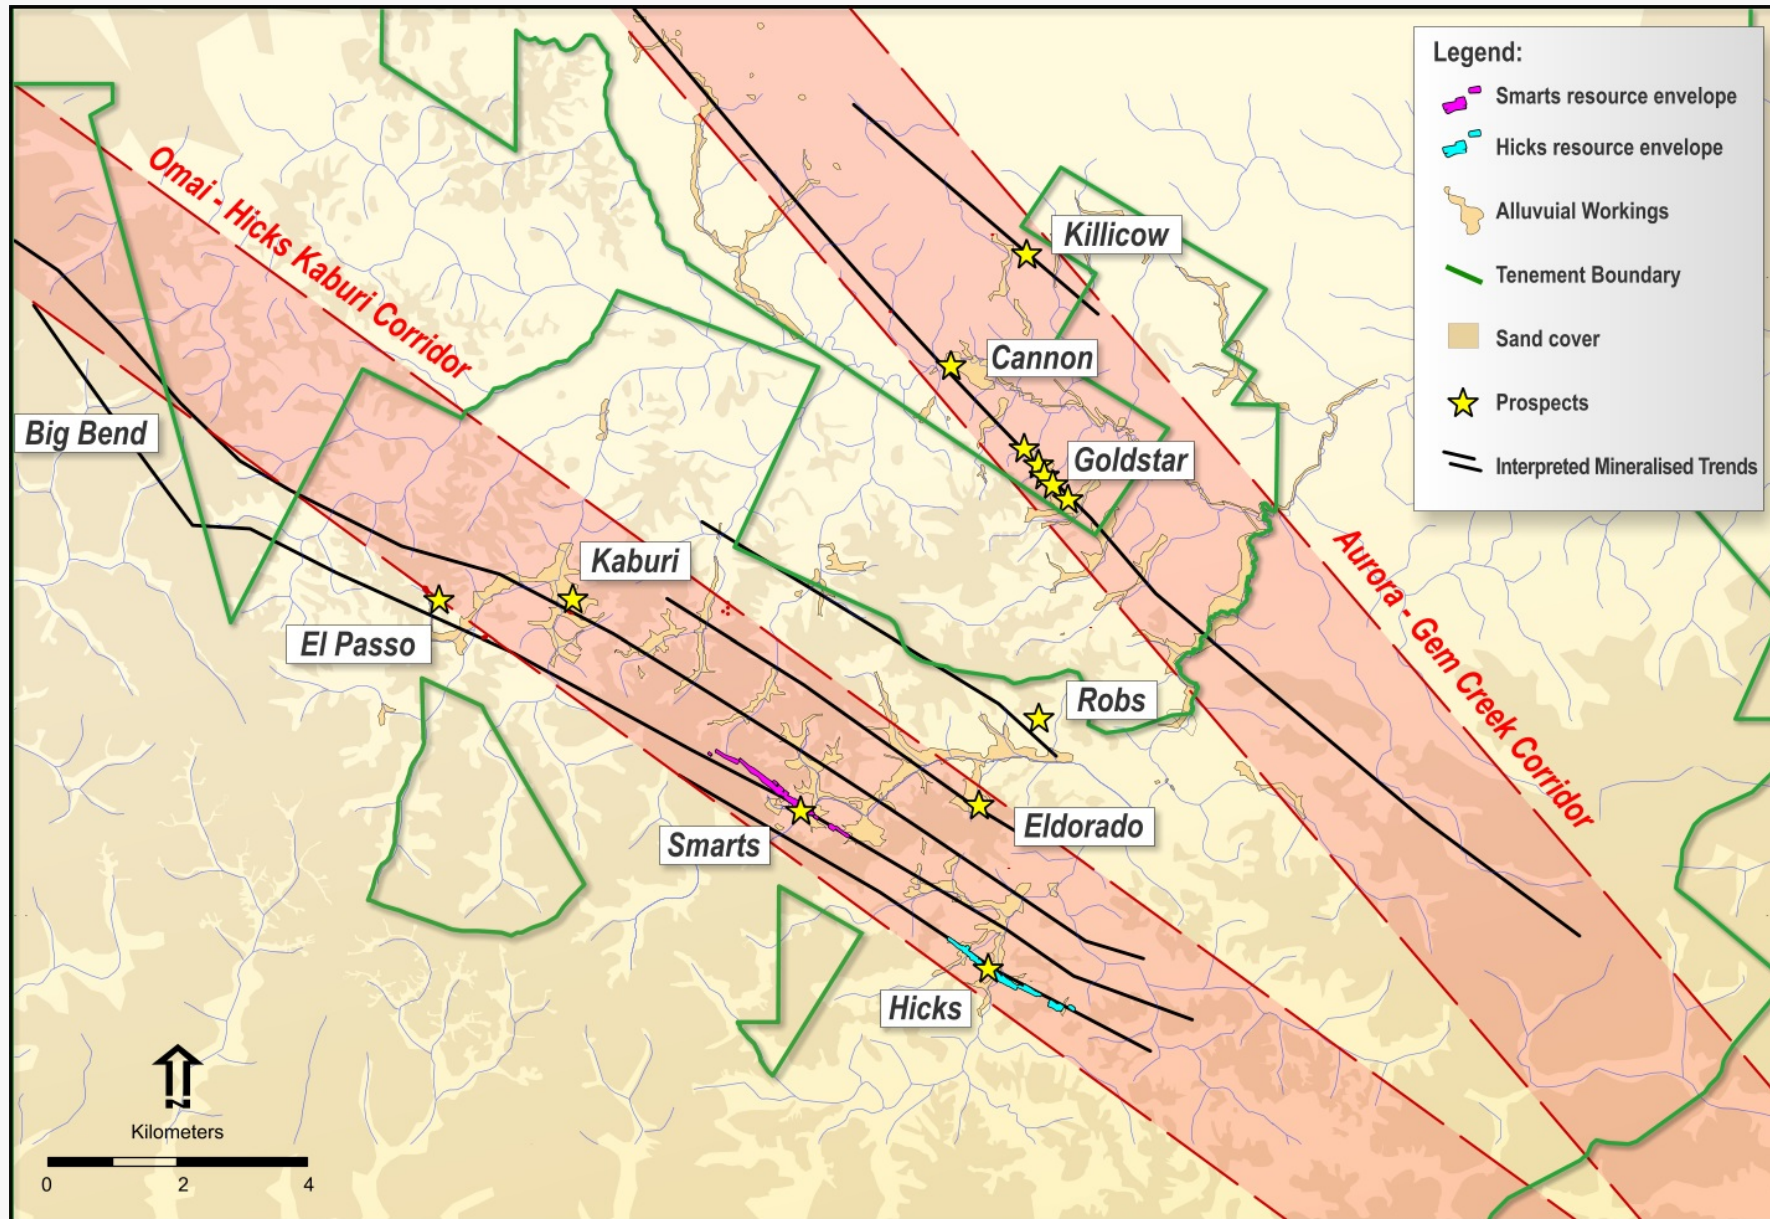 Legend:
Smarts resource envelope
Hicks resource envelope
Alluvuial Workings
Tenement Boundary
Sand cover
Prospects
Interpreted Mineralised Trends
Omai - Hicks Kaburi Corridor
Killicow
Cannon
Big Bend
Goldstar
Kaburi
Aurora - Gem Creek Corridor
El Passo
Robs
Smarts
Eldorado
Hicks
N
Kilometers
0 2 4